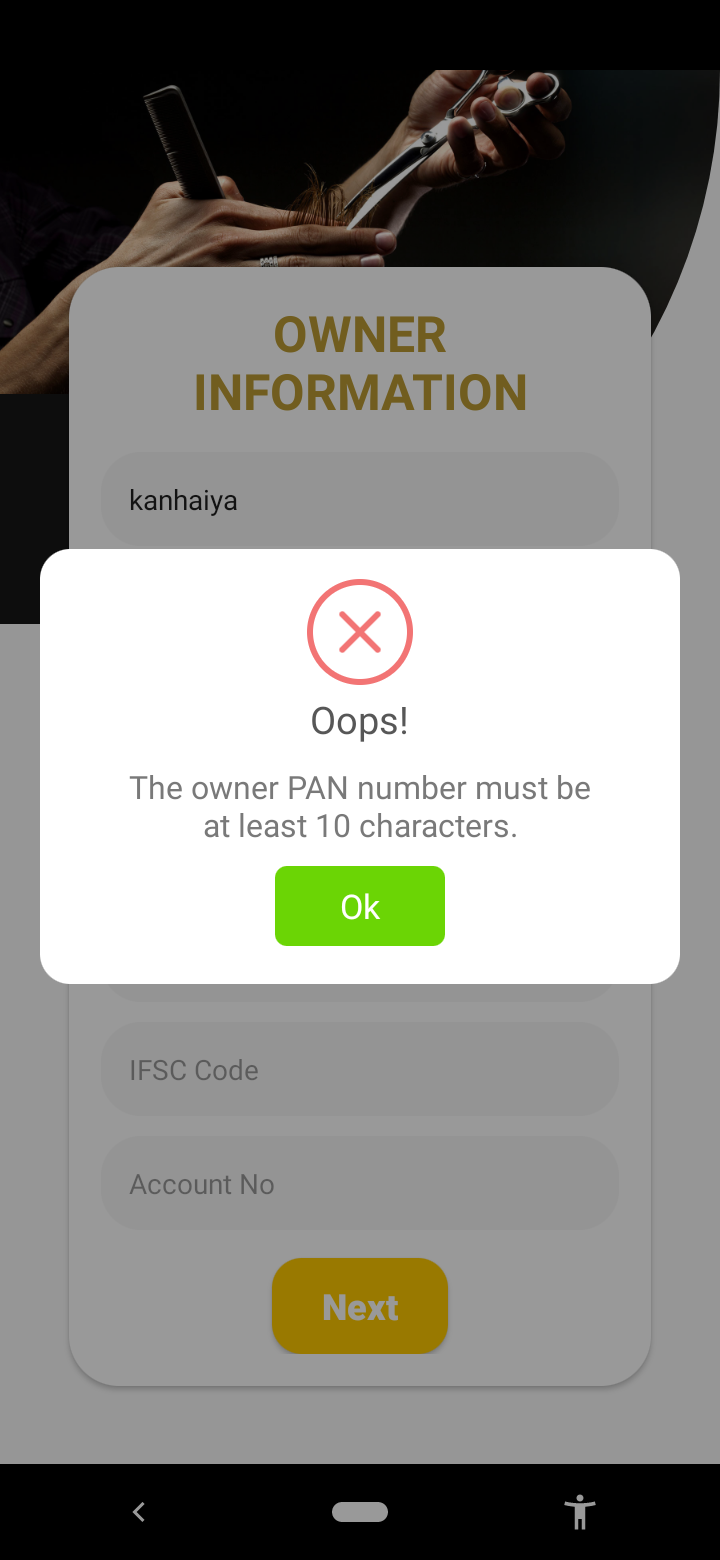 OWNER
INFORMATION
kanhaiya
Oops!
The owner PAN number must be
at least 10 characters.
Ok
IFSC Code
Account No
Next